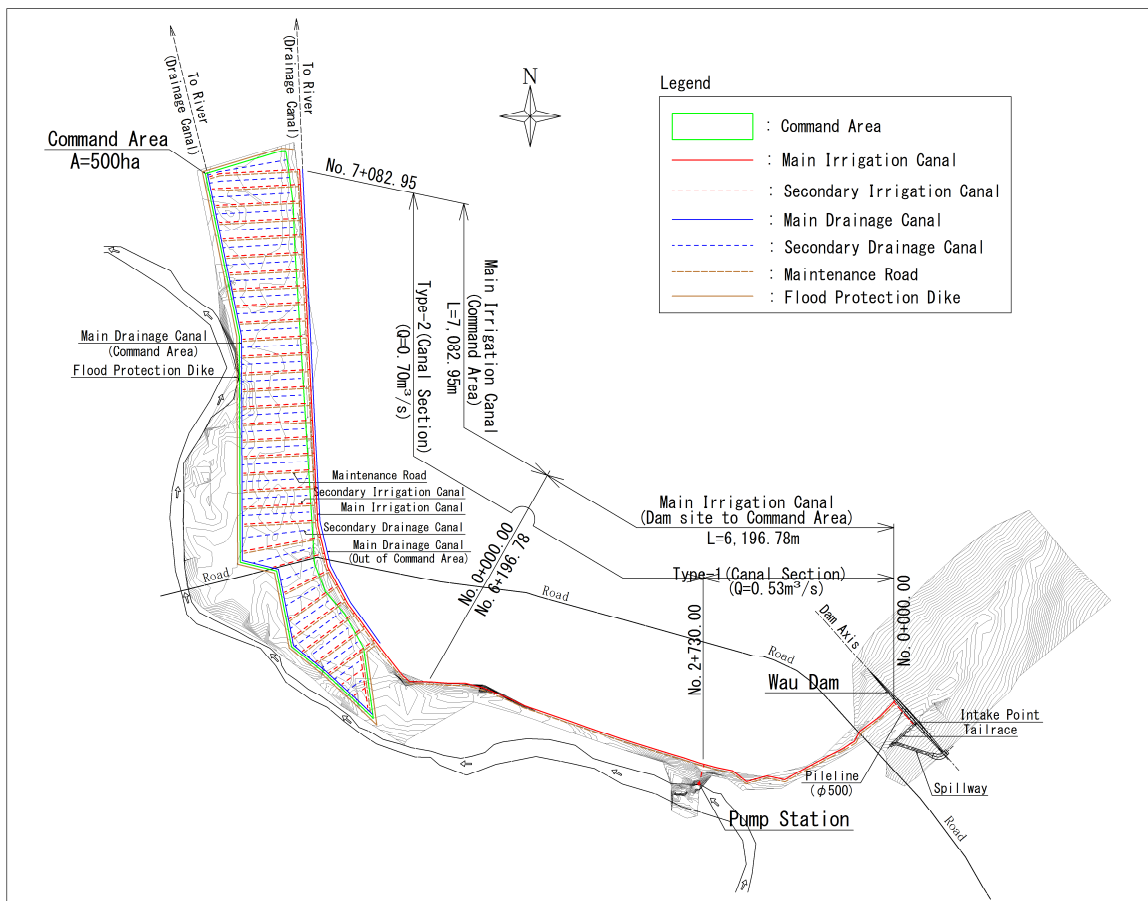 To River
(Drainage Canal)
To River
(Drainage Canal)
N
Command Area
A=500ha
Legend
: Command Area
: Main Irrigation Canal
: Secondary Irrigation Canal
: Main Drainage Canal
: Secondary Drainage Canal
: Maintenance Road
: Flood Protection Dike
No. 7+082.95
Main Irrigation Canal
(Command Area)
L=7,082.95m
Type-2(Canal Section)
(Q=0.70m³/s)
Main Drainage Canal
(Command Area)
Flood Protection Dike
Maintenance Road
Secondary Irrigation Canal
Main Irrigation Canal
Secondary Drainage Canal
Main Drainage Canal
(Out of Command Area)
Main Irrigation Canal
(Dam site to Command Area)
L=6,196.78m
Type-1(Canal Section)
(Q=0.53m³/s)
No. 0+000.00
No. 6+196.78
No. 2+730.00
No. 0+000.00
Road
Road
Road
Road
Dam Axis
Wau Dam
Intake Point
Tailrace
Pileline
(φ500)
Spillway
Pump Station